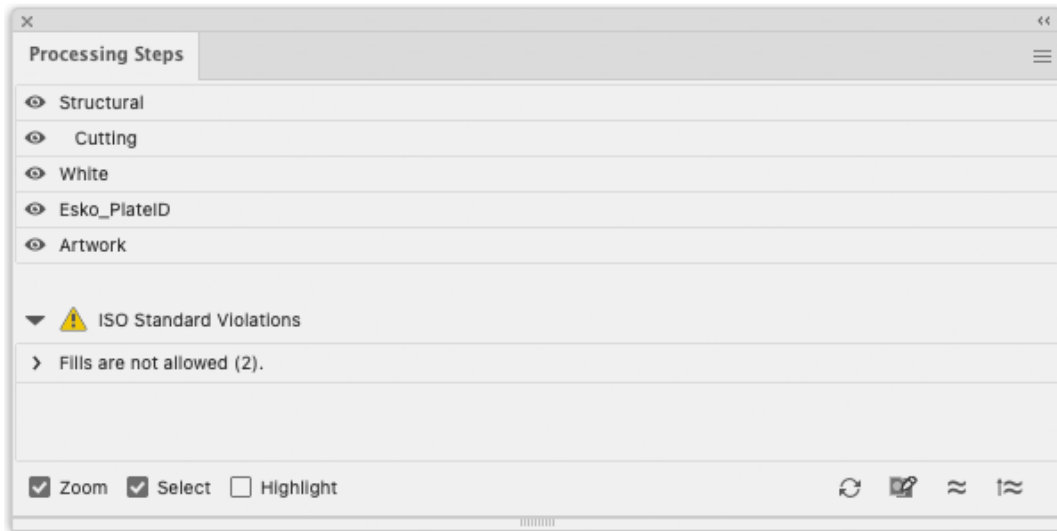 Processing Steps
Structural
Cutting
White
Esko_PlateID
Artwork
ISO Standard Violations
Fills are not allowed (2).
Zoom Select Highlight